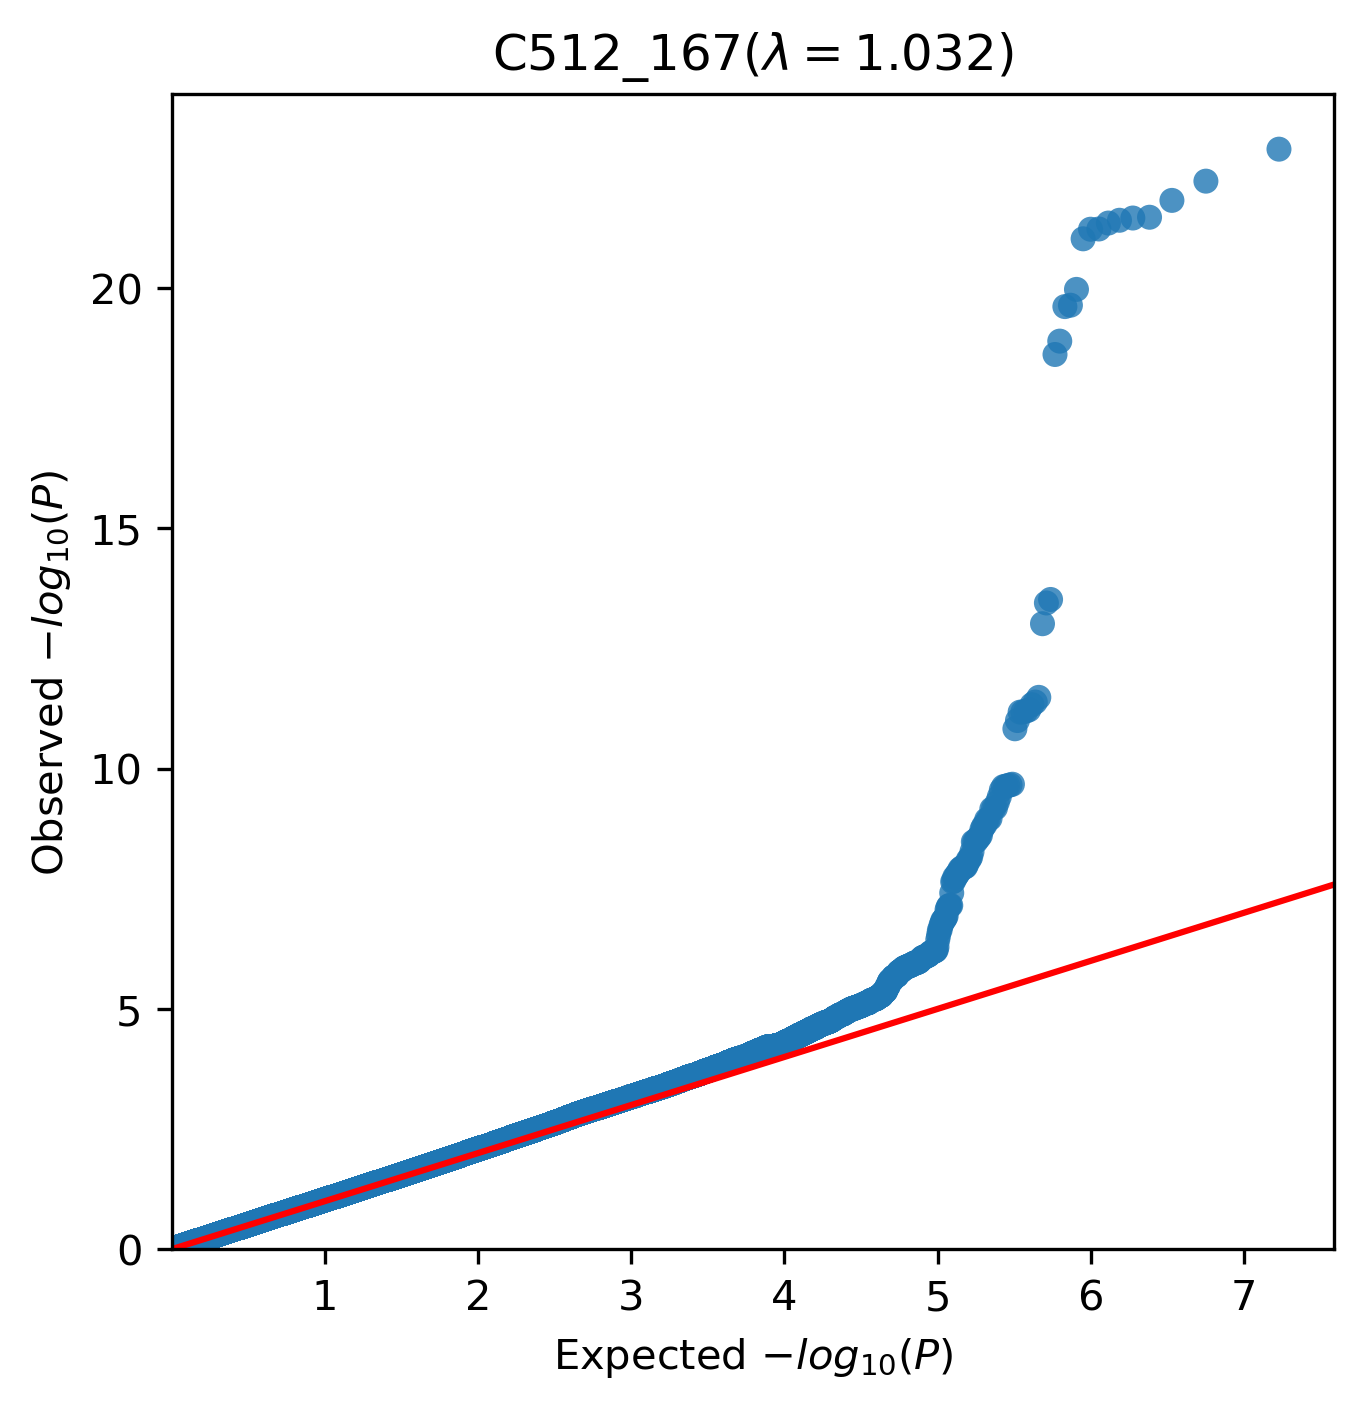 C512_167(λ = 1.032)
Observed −log₁₀(P)
20
15
10
5
0
1 2 3 4 5 6 7
Expected −log₁₀(P)